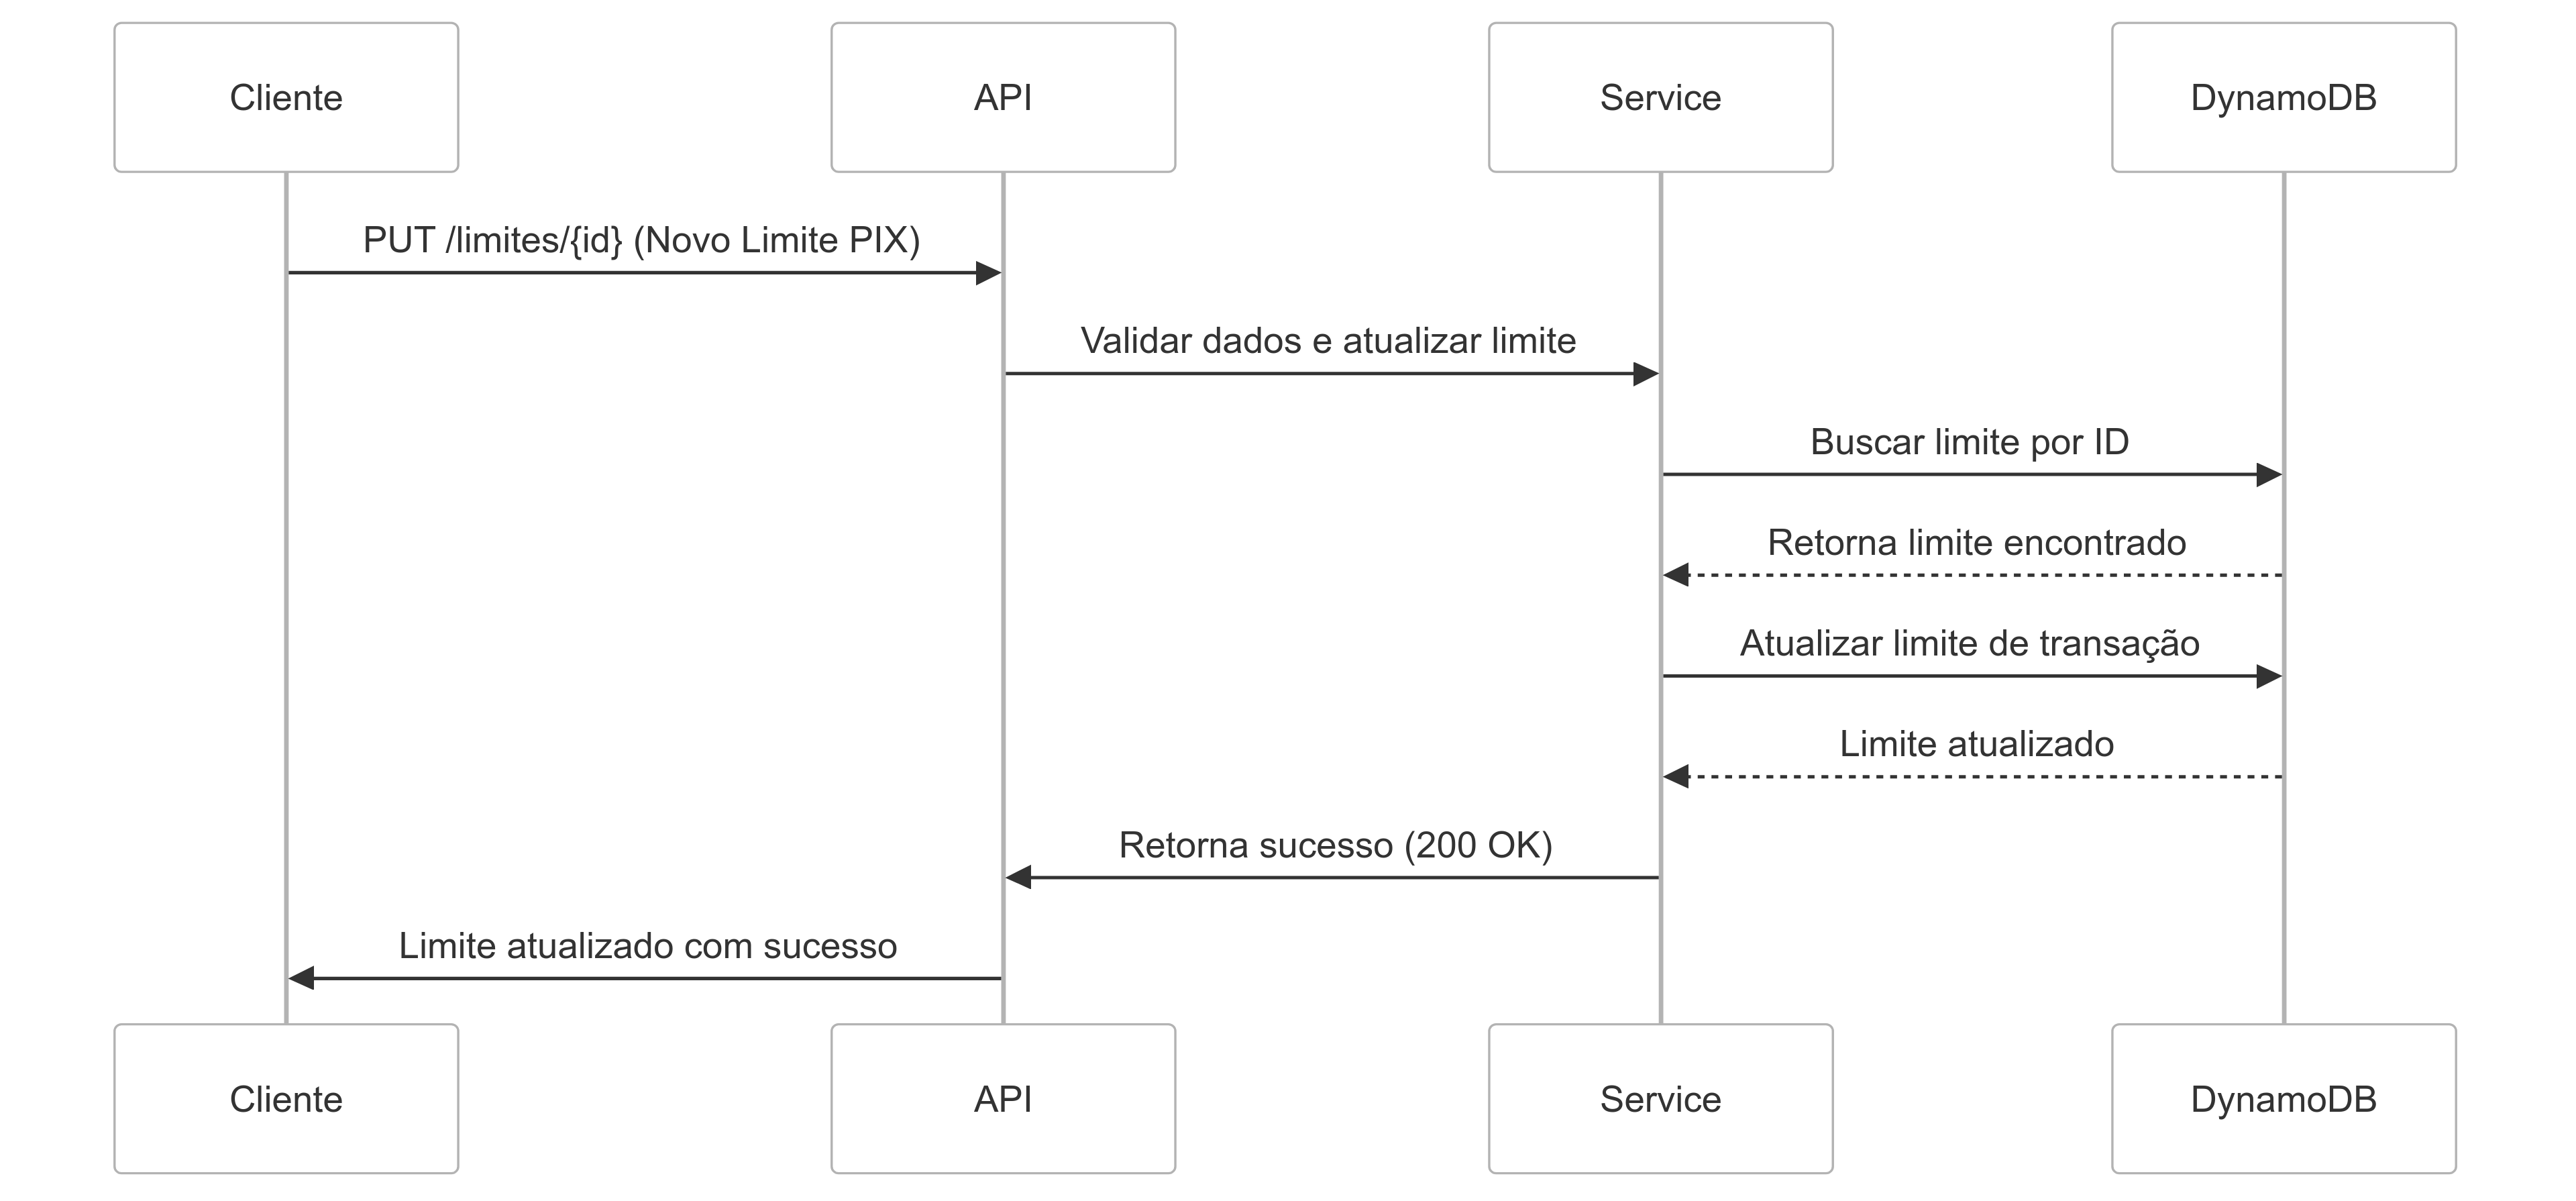 Cliente
API
Service
DynamoDB
PUT /limites/{id} (Novo Limite PIX)
Validar dados e atualizar limite
Buscar limite por ID
Retorna limite encontrado
Atualizar limite de transação
Limite atualizado
Retorna sucesso (200 OK)
Limite atualizado com sucesso
Cliente
API
Service
DynamoDB